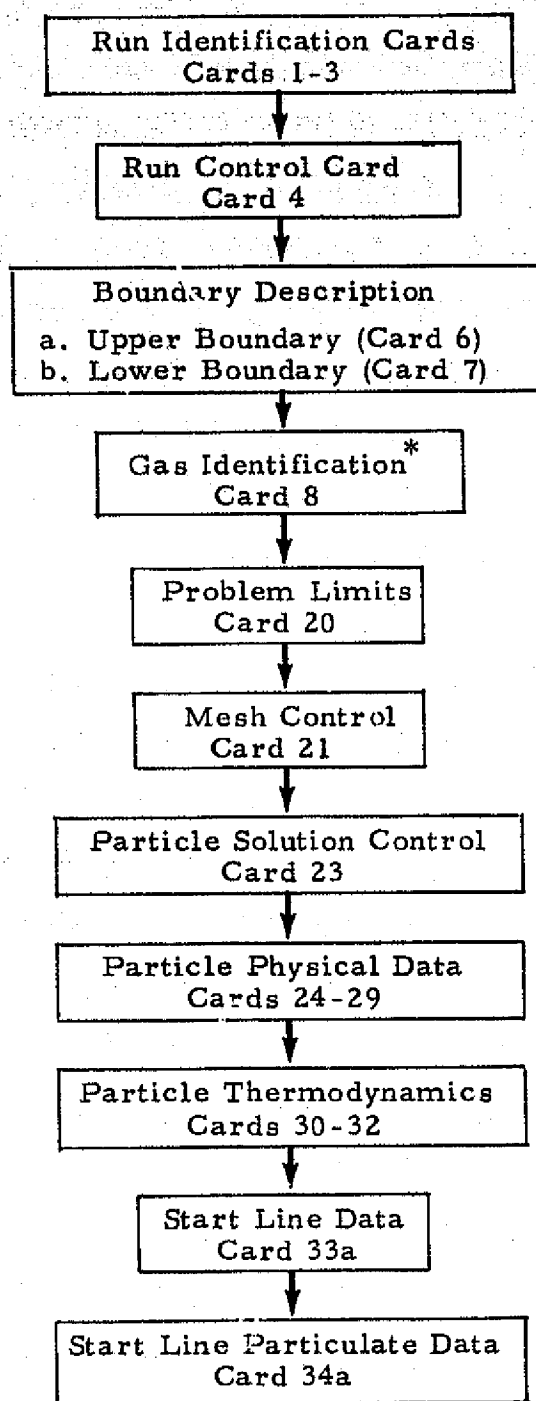 Run Identification Cards
Cards 1-3
Run Control Card
Card 4
Boundary Description
a. Upper Boundary (Card 6)
b. Lower Boundary (Card 7)
Gas Identification*
Card 8
Problem Limits
Card 20
Mesh Control
Card 21
Particle Solution Control
Card 23
Particle Physical Data
Cards 24-29
Particle Thermodynamics
Cards 30-32
Start Line Data
Card 33a
Start Line Particulate Data
Card 34a